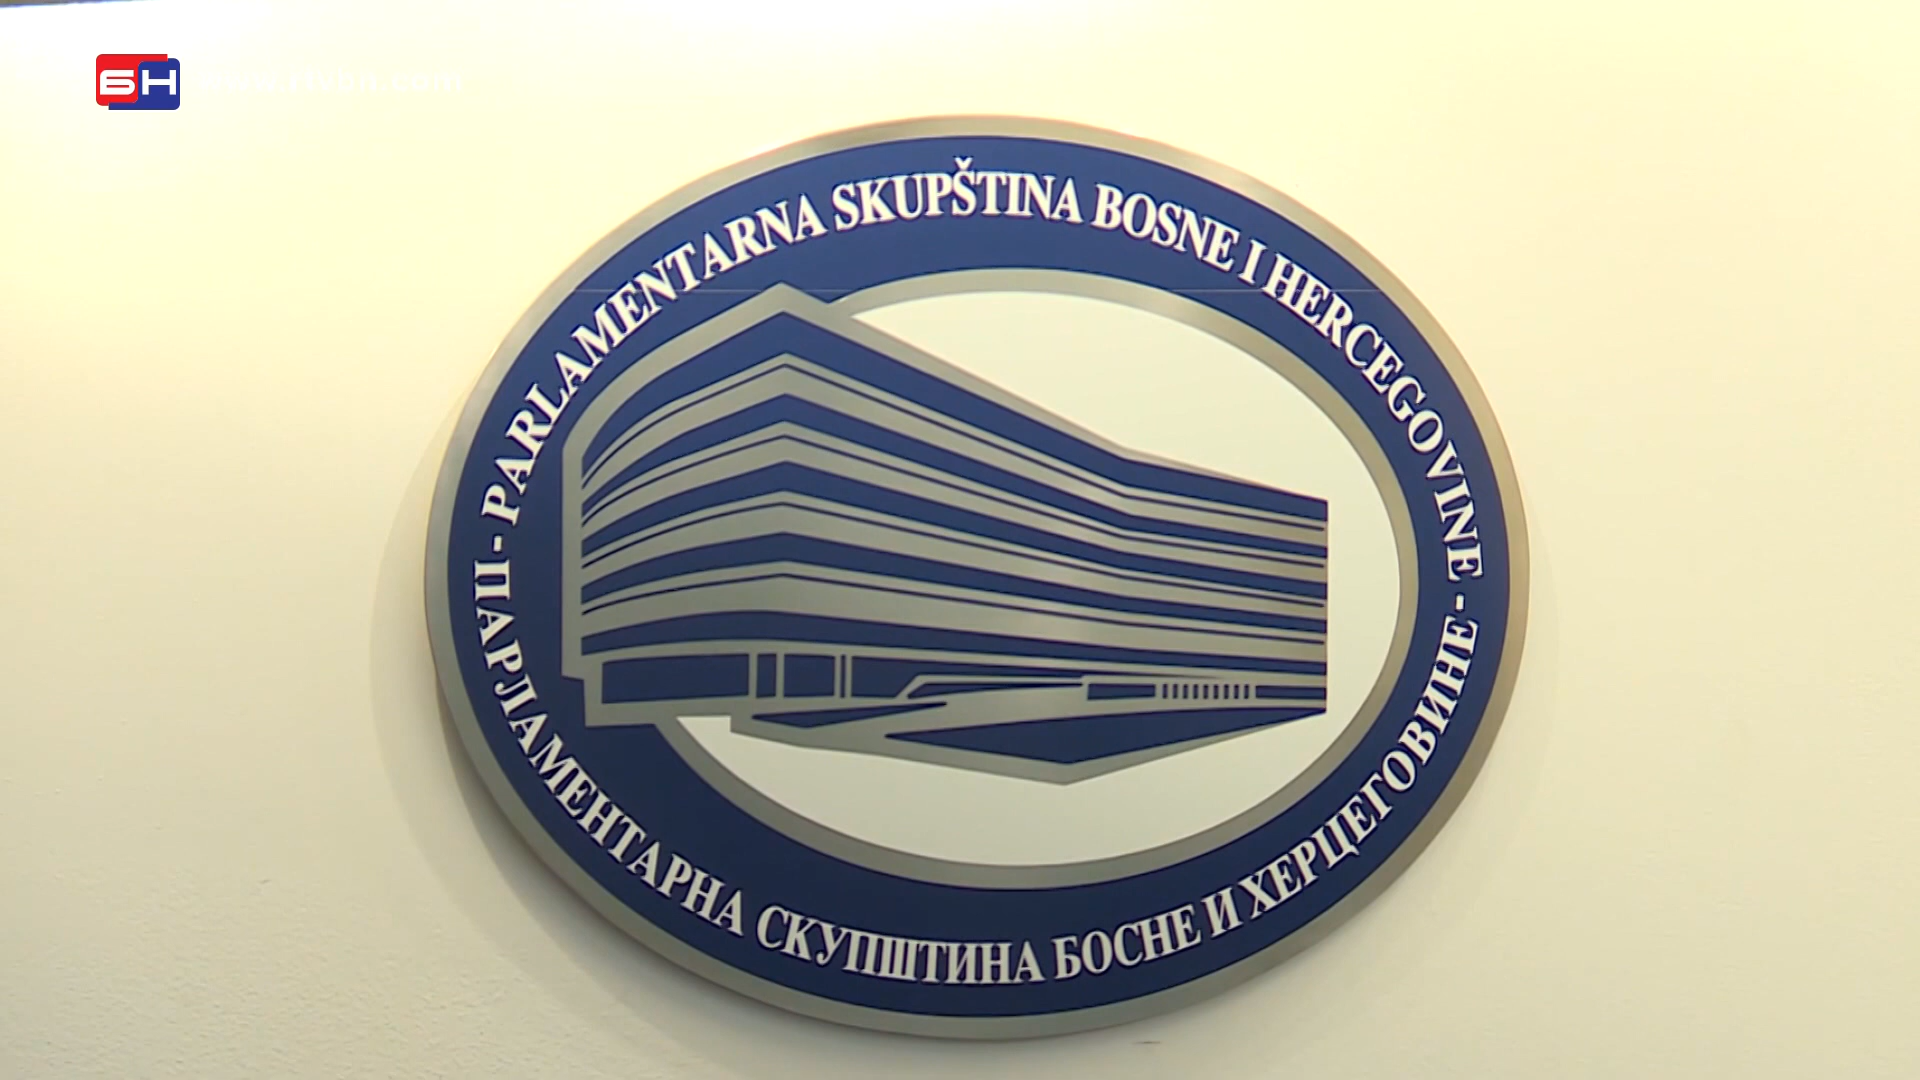 БН
PARLAMENTARNA SKUPŠTINA BOSNE I HERCEGOVINE -
ПАРЛАМЕНТАРНА СКУПШТИНА БОСНЕ И ХЕРЦЕГОВИНЕ -